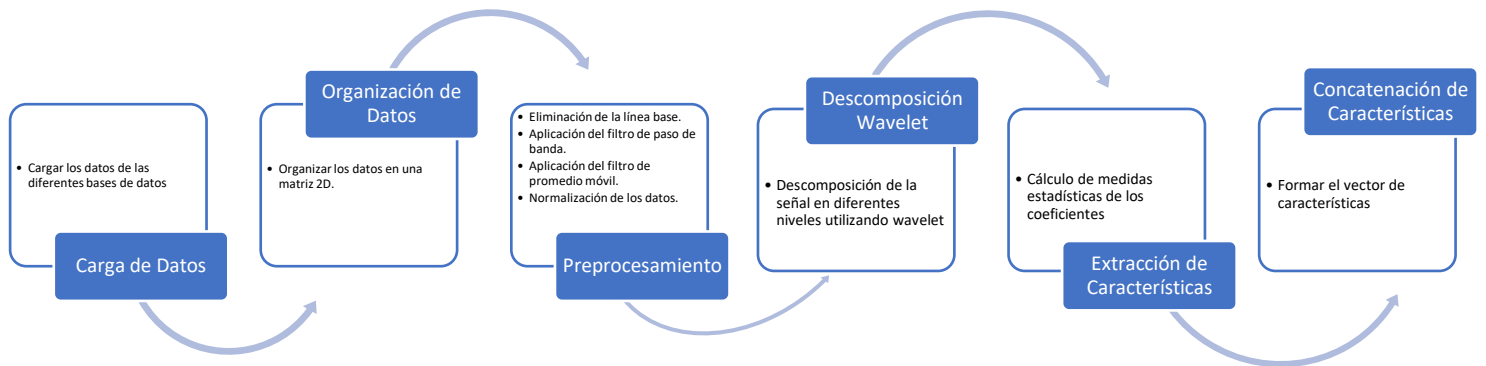 • Cargar los datos de las
diferentes bases de datos
Carga de Datos
Organización de
Datos
• Organizar los datos en una
matriz 2D.
• Eliminación de la línea base.
• Aplicación del filtro de paso de
banda.
• Aplicación del filtro de
promedio móvil.
• Normalización de los datos.
Preprocesamiento
Descomposición
Wavelet
• Descomposición de la
señal en diferentes
niveles utilizando wavelet
• Cálculo de medidas
estadísticas de los
coeficientes
Extracción de
Características
Concatenación de
Características
• Formar el vector de
características